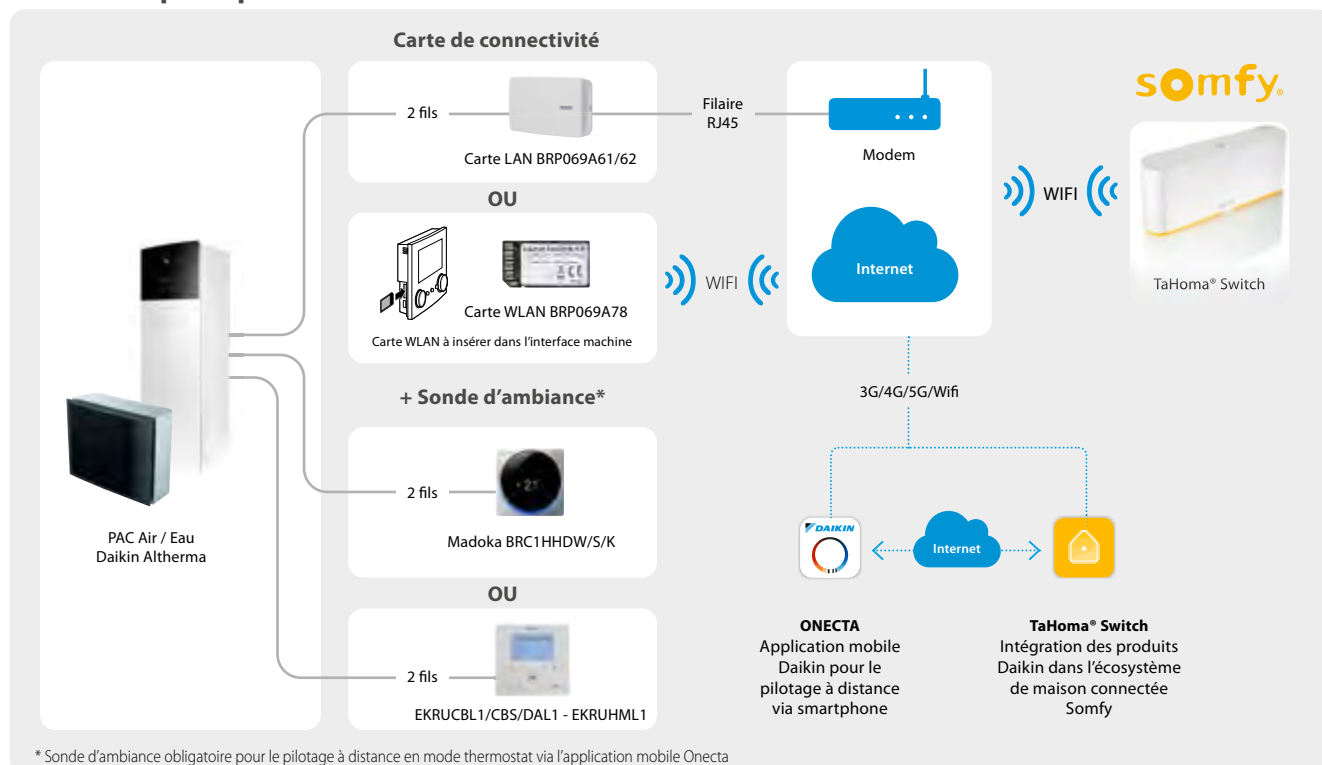 Carte de connectivité
2 fils
Carte LAN BRP069A61/62
Filaire
RJ45
Modem
somfy®
WIFI
TaHoma® Switch
OU
Carte WLAN BRP069A78
Carte WLAN à insérer dans l'interface machine
WIFI
Internet
3G/4G/5G/Wifi
+ Sonde d'ambiance*
2 fils
Madoka BRC1HHDW/S/K
PAC Air / Eau
Daikin Altherma
OU
2 fils
EKRUCBL1/CBS/DAL1 - EKRUHML1
DAIKIN
Internet
ONECTA
Application mobile
Daikin pour le
pilotage à distance
via smartphone
TaHoma® Switch
Intégration des produits
Daikin dans l'écosystème
de maison connectée
Somfy
* Sonde d'ambiance obligatoire pour le pilotage à distance en mode thermostat via l'application mobile Onecta